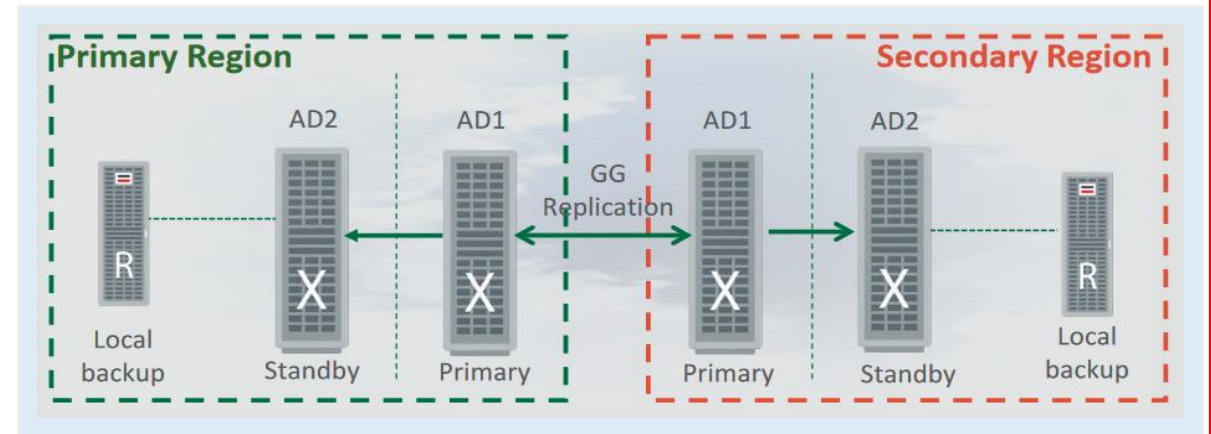 Primary Region
Secondary Region
AD2
AD1
AD1
AD2
GG
Replication
R
X
X
X
X
R
Local
backup
Standby
Primary
Primary
Standby
Local
backup